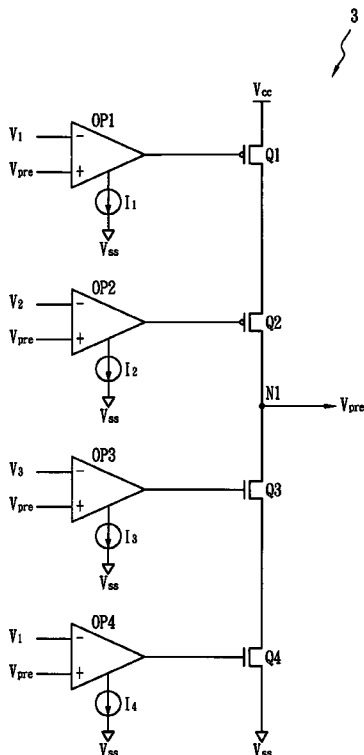 3
Vcc
OP1
V1
Vpre
Q1
I1
Vss
OP2
V2
Vpre
Q2
I2
Vss
N1
Vpre
OP3
V3
Vpre
Q3
I3
Vss
OP4
V1
Vpre
Q4
I4
Vss
Vss